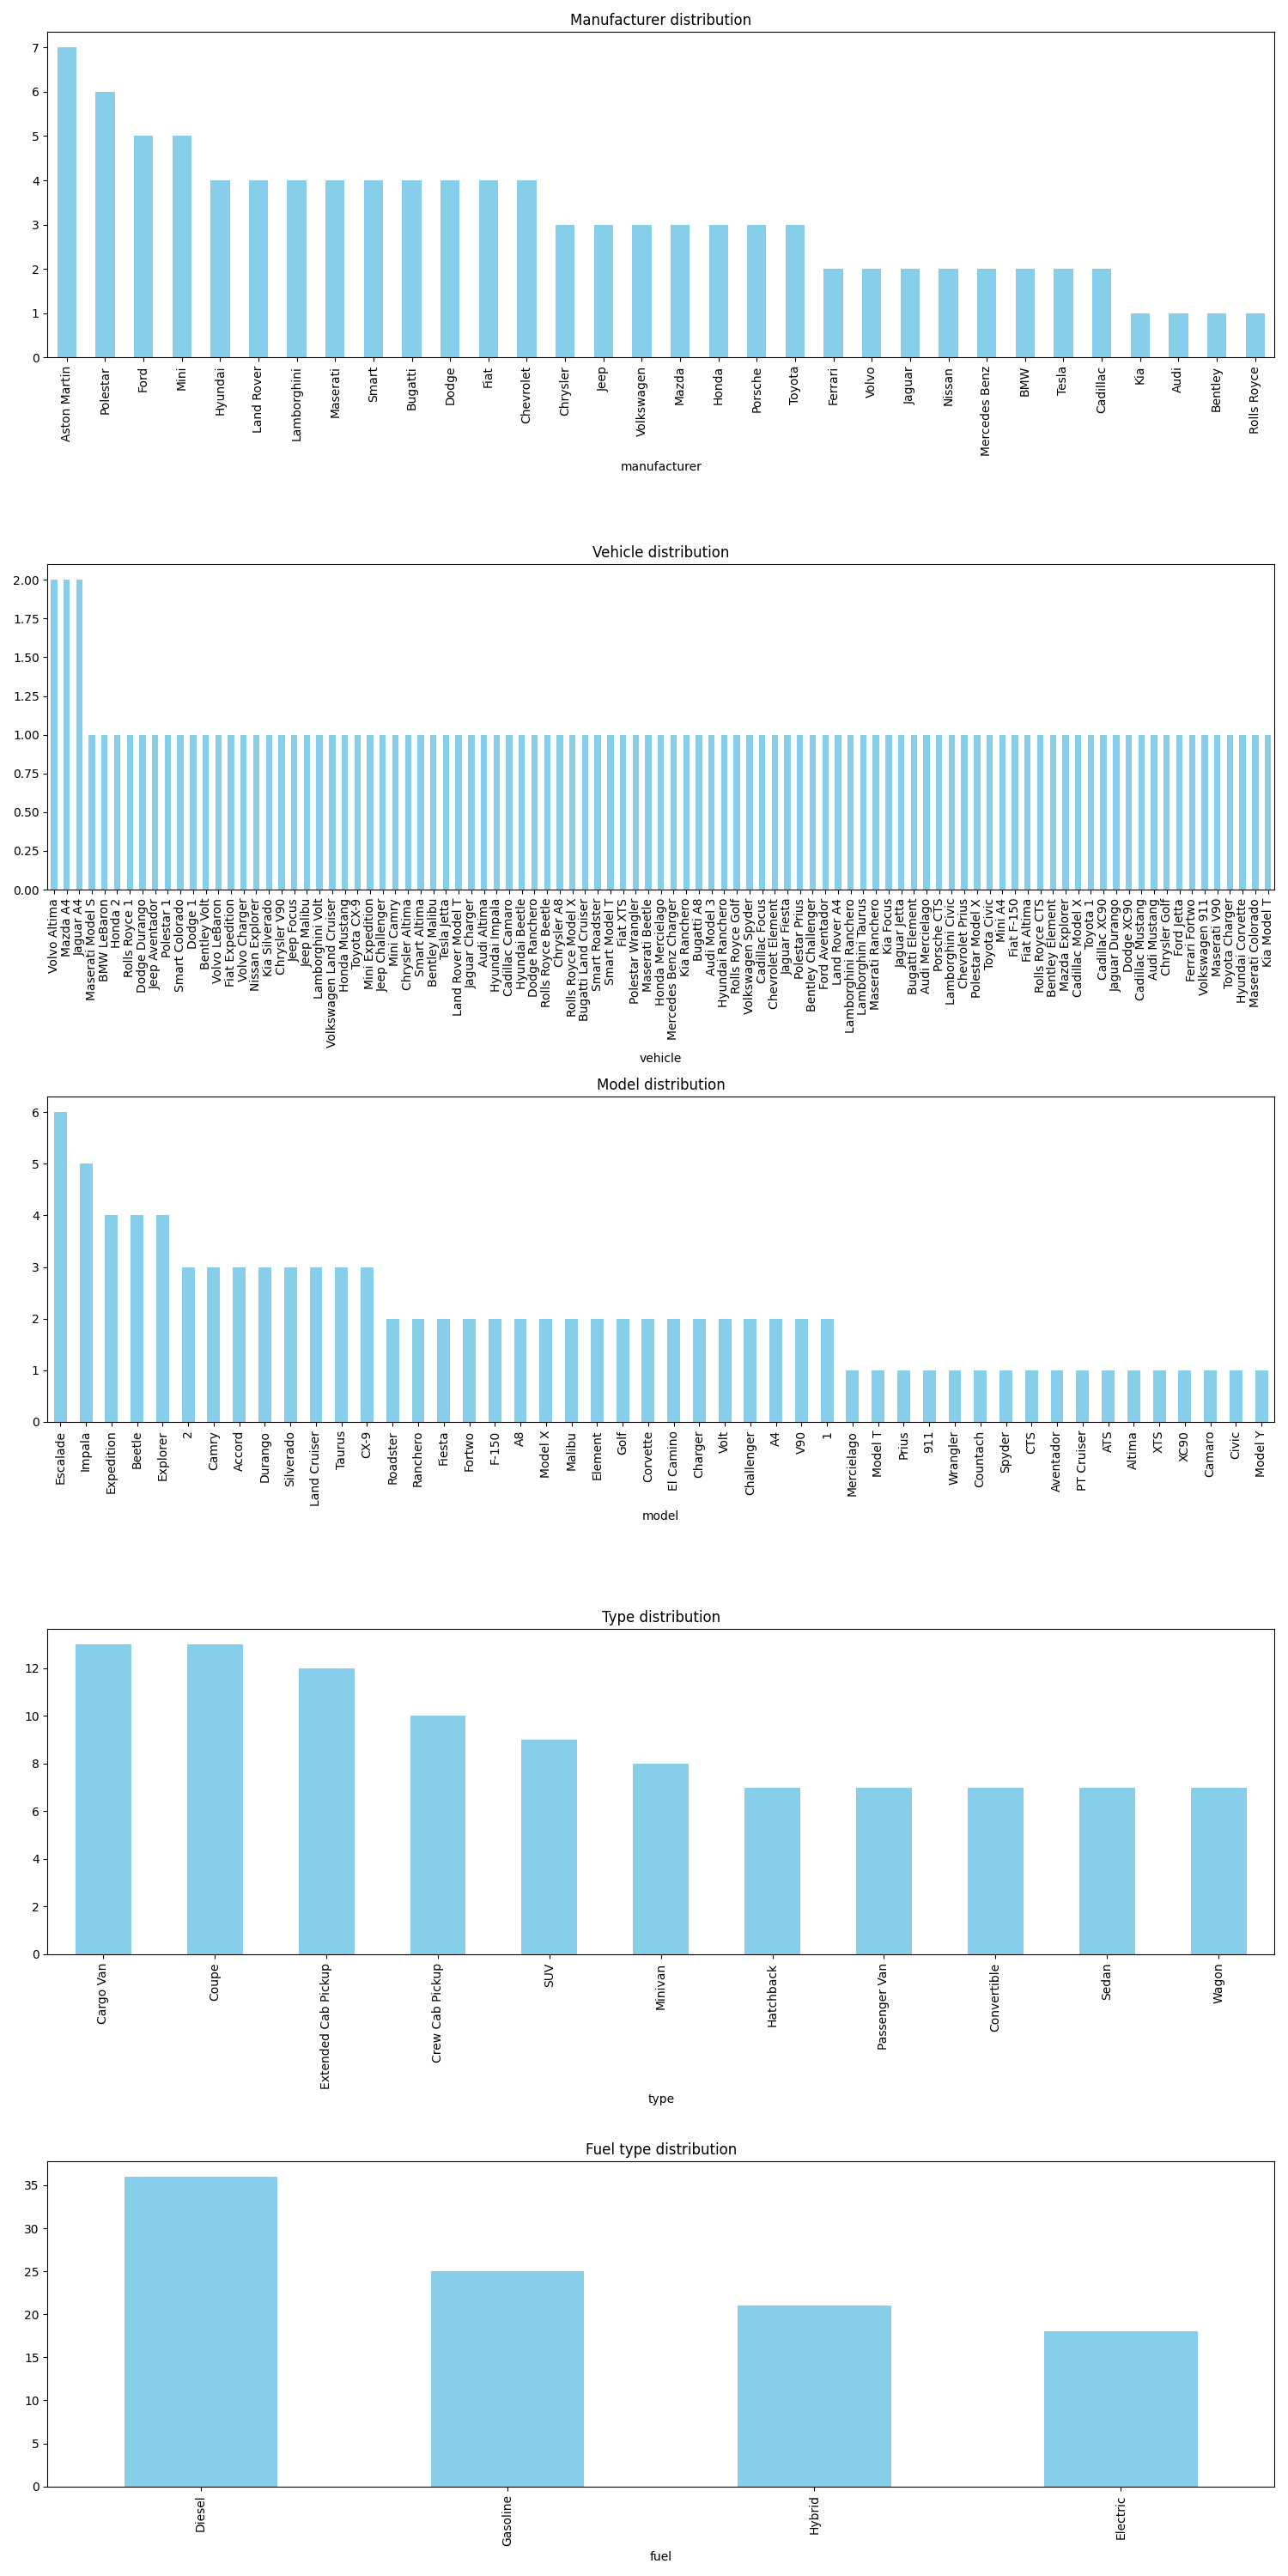 Manufacturer distribution
7
6
5
4
3
2
1
0
Aston Martin
Polestar
Ford
Mini
Hyundai
Land Rover
Lamborghini
Maserati
Smart
Bugatti
Dodge
Fiat
Chevrolet
Chrysler
Jeep
Volkswagen
Mazda
Honda
Porsche
Toyota
Ferrari
Volvo
Jaguar
Nissan
Mercedes Benz
BMW
Tesla
Cadillac
Kia
Audi
Bentley
Rolls Royce
manufacturer
Vehicle distribution
2.00
1.75
1.50
1.25
1.00
0.75
0.50
0.25
0.00
Volvo Altima
Mazda A4
Jaguar A4
Maserati Model S
BMW LeBaron
Honda 2
Rolls Royce 1
Dodge Durango
Jeep Aventador
Polestar 1
Smart Colorado
Dodge 1
Bentley Volt
Volvo LeBaron
Fiat Expedition
Volvo Charger
Nissan Explorer
Kia Silverado
Chrysler V90
Jeep Focus
Jeep Malibu
Lamborghini Volt
Volkswagen Land Cruiser
Honda Mustang
Toyota CX-9
Mini Expedition
Jeep Challenger
Mini Camry
Chrysler Altima
Smart Altima
Bentley Malibu
Tesla Jetta
Land Rover Model T
Jaguar Charger
Audi Altima
Hyundai Impala
Cadillac Camaro
Hyundai Beetle
Dodge Ranchero
Rolls Royce Beetle
Chrysler A8
Rolls Royce Model X
Bugatti Land Cruiser
Smart Roadster
Smart Model T
Fiat XTS
Polestar Wrangler
Maserati Beetle
Honda Mercielago
Mercedes Benz Charger
Kia Ranchero
Bugatti A8
Audi Model 3
Hyundai Ranchero
Rolls Royce Golf
Volkswagen Spyder
Cadillac Focus
Chevrolet Element
Jaguar Fiesta
Polestar Prius
Bentley Challenger
Ford Aventador
Land Rover A4
Lamborghini Ranchero
Lamborghini Taurus
Maserati Ranchero
Kia Focus
Jaguar Jetta
Bugatti Element
Audi Mercielago
Porsche ATS
Lamborghini Civic
Chevrolet Prius
Polestar Model X
Toyota Civic
Mini A4
Fiat F-150
Fiat Altima
Rolls Royce CTS
Bentley Element
Mazda Explorer
Cadillac Model X
Toyota 1
Cadillac XC90
Jaguar Durango
Dodge XC90
Cadillac Mustang
Audi Mustang
Chrysler Golf
Ford Jetta
Ferrari Fortwo
Volkswagen 911
Maserati V90
Toyota Charger
Hyundai Corvette
Maserati Colorado
Kia Model T
vehicle
Model distribution
6
5
4
3
2
1
0
Escalade
Impala
Expedition
Beetle
Explorer
2
Camry
Accord
Durango
Silverado
Land Cruiser
Taurus
CX-9
Roadster
Ranchero
Fiesta
Fortwo
F-150
A8
Model X
Malibu
Element
Golf
Corvette
El Camino
Charger
Volt
Challenger
A4
V90
1
Mercielago
Model T
Prius
911
Wrangler
Countach
Spyder
CTS
Aventador
PT Cruiser
ATS
Altima
XTS
XC90
Camaro
Civic
Model Y
model
Type distribution
12
10
8
6
4
2
0
Cargo Van
Coupe
Extended Cab Pickup
Crew Cab Pickup
SUV
Minivan
Hatchback
Passenger Van
Convertible
Sedan
Wagon
type
Fuel type distribution
35
30
25
20
15
10
5
0
Diesel
Gasoline
Hybrid
Electric
fuel